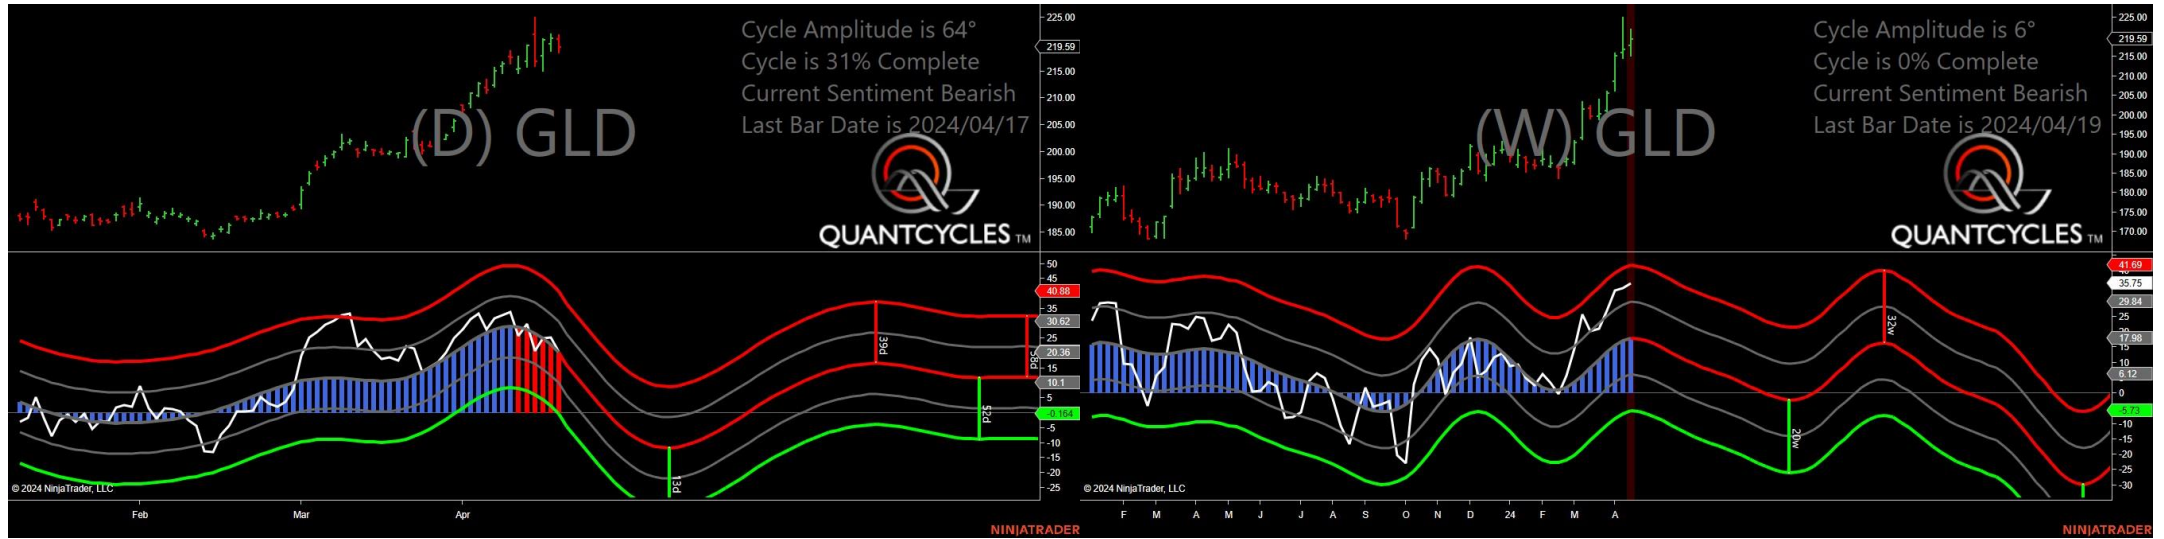 Cycle Amplitude is 64°
Cycle is 31% Complete
Current Sentiment Bearish
Last Bar Date is 2024/04/17
(D) GLD
QUANTCYCLES TM
225.00
219.59
215.00
210.00
205.00
200.00
195.00
190.00
185.00
50
45
40.88
35
30.62
25
20.36
15
10.1
5
-0.164
-5
-10
-15
-20
-25
13d
39d
52d
© 2024 NinjaTrader, LLC
Feb Mar Apr
NINJATRADER
Cycle Amplitude is 6°
Cycle is 0% Complete
Current Sentiment Bearish
Last Bar Date is 2024/04/19
(W) GLD
QUANTCYCLES TM
225.00
219.59
215.00
210.00
205.00
200.00
195.00
190.00
185.00
180.00
175.00
170.00
41.69
35.75
29.84
25
20
17.98
15
10
6.12
0
-5.73
-10
-15
-20
-25
-30
20w
32w
© 2024 NinjaTrader, LLC
F M A M J J A S O N D 24 F M A
NINJATRADER